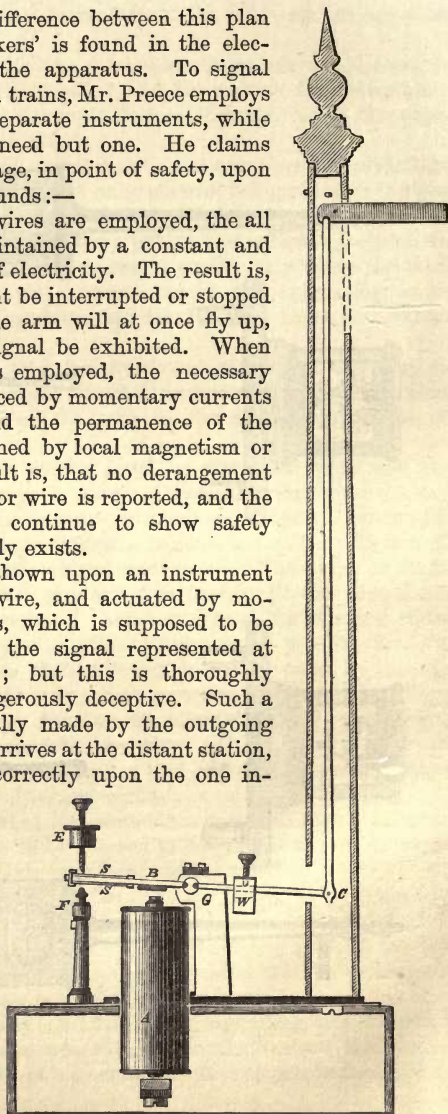 ifference between this plan
kers' is found in the elec-
the apparatus. To signal
trains, Mr. Preece employs
eparate instruments, while
need but one. He claims
age, in point of safety, upon
unds :—
wires are employed, the all
intained by a constant and
f electricity. The result is,
t be interrupted or stopped
e arm will at once fly up,
ignal be exhibited. When
employed, the necessary
ced by momentary currents
d the permanence of the
ned by local magnetism or
ult is, that no derangement
or wire is reported, and the
continue to show safety
ly exists.
hown upon an instrument
wire, and actuated by mo-
s, which is supposed to be
the signal represented at
; but this is thoroughly
gerously deceptive. Such a
ally made by the outgoing
rrives at the distant station,
correctly upon the one in-
E
S
B
S
F
G
W
C
A